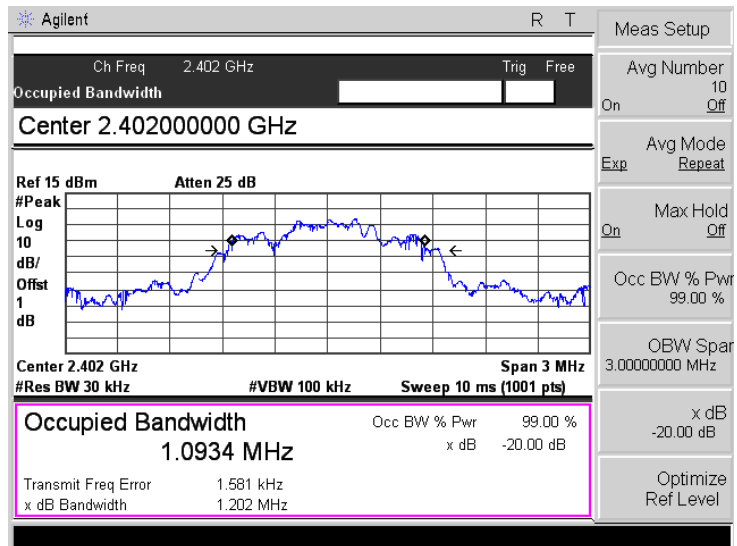 Agilent
R T
Ch Freq 2.402 GHz Trig Free
Occupied Bandwidth
Center 2.402000000 GHz
Ref 15 dBm Atten 25 dB
#Peak
Log
10
dB/
Offst
1
dB
Center 2.402 GHz Span 3 MHz
#Res BW 30 kHz #VBW 100 kHz Sweep 10 ms (1001 pts)
Occupied Bandwidth
1.0934 MHz
Occ BW % Pwr 99.00 %
x dB -20.00 dB
Transmit Freq Error 1.581 kHz
x dB Bandwidth 1.202 MHz
Meas Setup
Avg Number
10
On Off
Avg Mode
Exp Repeat
Max Hold
On Off
Occ BW % Pwr
99.00 %
OBW Span
3.00000000 MHz
x dB
-20.00 dB
Optimize
Ref Level